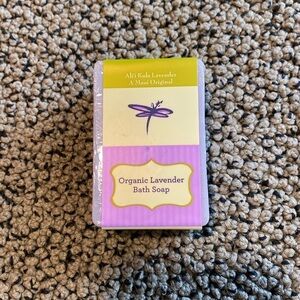 Ali'i Kula Lavender
A Maui Original
Organic Lavender
Bath Soap